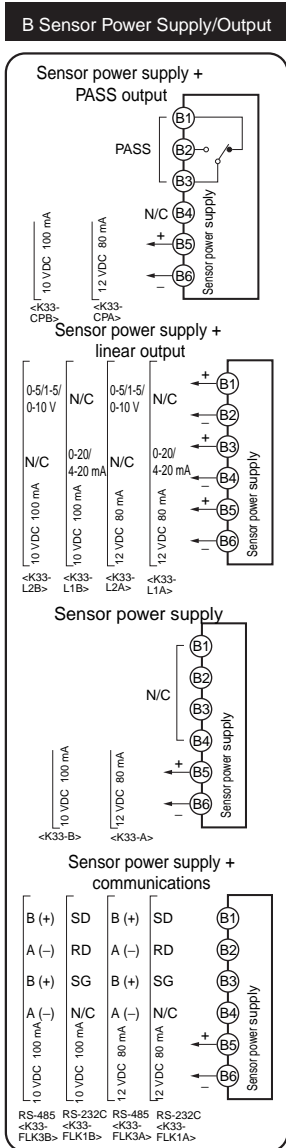 B Sensor Power Supply/Output
Sensor power supply +
PASS output
PASS
B1
B2
B3
N/C B4
+ B5
− B6
Sensor power supply
10 VDC 100 mA
12 VDC 80 mA
<K33-
CPB>
<K33-
CPA>
Sensor power supply +
linear output
0-5/1-5/
0-10 V
N/C
0-5/1-5/
0-10 V
N/C
+ B1
− B2
N/C
0-20/
4-20 mA
N/C
0-20/
4-20 mA
+ B3
− B4
10 VDC 100 mA
10 VDC 100 mA
12 VDC 80 mA
12 VDC 80 mA
+ B5
− B6
Sensor power supply
<K33-
L2B>
<K33-
L1B>
<K33-
L2A>
<K33-
L1A>
Sensor power supply
N/C
B1
B2
B3
B4
+ B5
− B6
Sensor power supply
10 VDC 100 mA
12 VDC 80 mA
<K33-B>
<K33-A>
Sensor power supply +
communications
B (+) SD B (+) SD B1
A (−) RD A (−) RD B2
B (+) SG B (+) SG B3
A (−) N/C A (−) N/C B4
10 VDC 100 mA
10 VDC 100 mA
12 VDC 80 mA
12 VDC 80 mA
+ B5
− B6
Sensor power supply
RS-485
<K33-
FLK3B>
RS-232C
<K33-
FLK1B>
RS-485
<K33-
FLK3A>
RS-232C
<K33-
FLK1A>